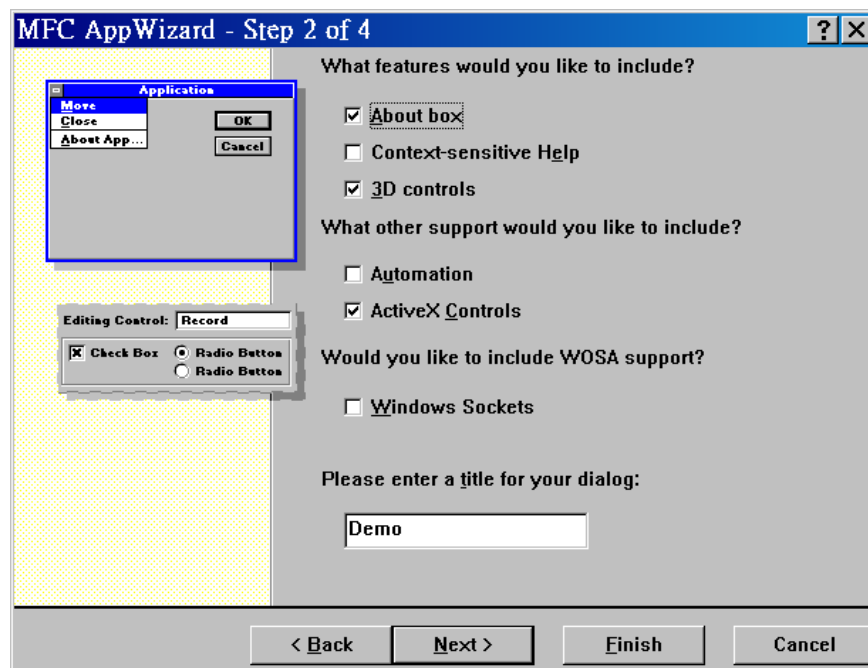 MFC AppWizard - Step 2 of 4
Application
Move
Close
About App...
OK
Cancel
Editing Control: Record
Check Box
Radio Button
Radio Button
What features would you like to include?
About box
Context-sensitive Help
3D controls
What other support would you like to include?
Automation
ActiveX Controls
Would you like to include WOSA support?
Windows Sockets
Please enter a title for your dialog:
Demo
< Back
Next >
Finish
Cancel